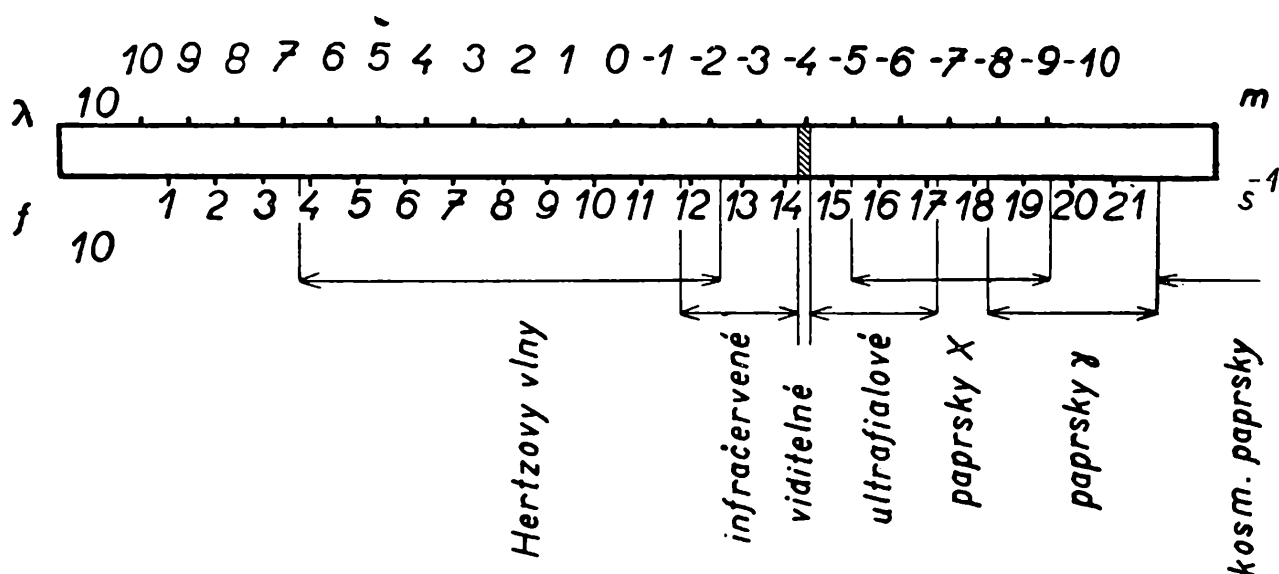 10 9 8 7 6 5 4 3 2 1 0 -1 -2 -3 -4 -5 -6 -7 -8 -9 -10
λ 10 m
f 10 s⁻¹
1 2 3 4 5 6 7 8 9 10 11 12 13 14 15 16 17 18 19 20 21
Hertzovy vlny
infračervené
viditelné
ultrafialové
paprsky X
paprsky γ
kosm. paprsky